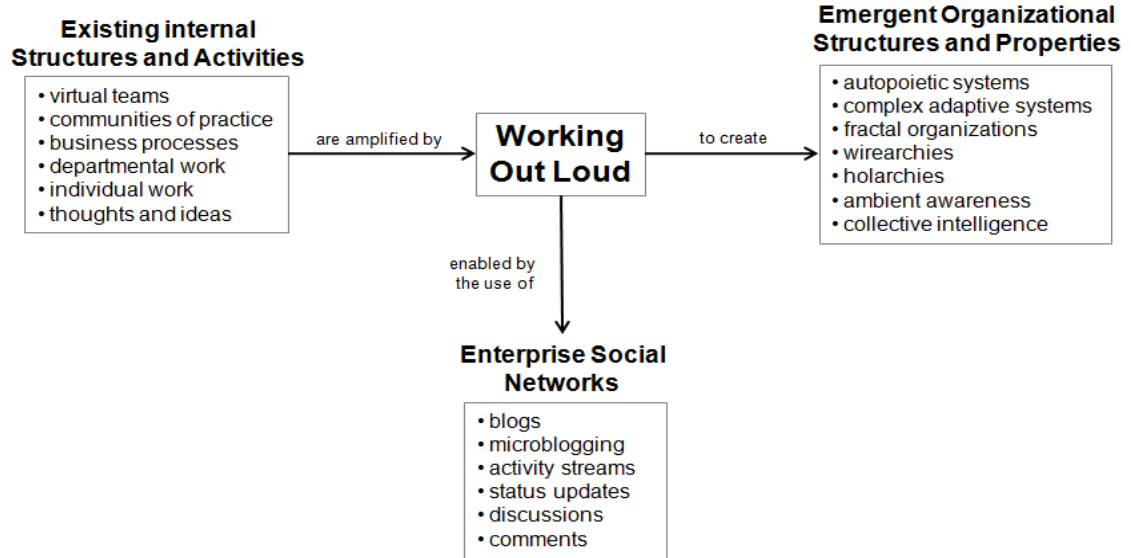 Existing internal
Structures and Activities
• virtual teams
• communities of practice
• business processes
• departmental work
• individual work
• thoughts and ideas
are amplified by
Working
Out Loud
to create
Emergent Organizational
Structures and Properties
• autopoietic systems
• complex adaptive systems
• fractal organizations
• wirearchies
• holarchies
• ambient awareness
• collective intelligence
enabled by
the use of
Enterprise Social
Networks
• blogs
• microblogging
• activity streams
• status updates
• discussions
• comments